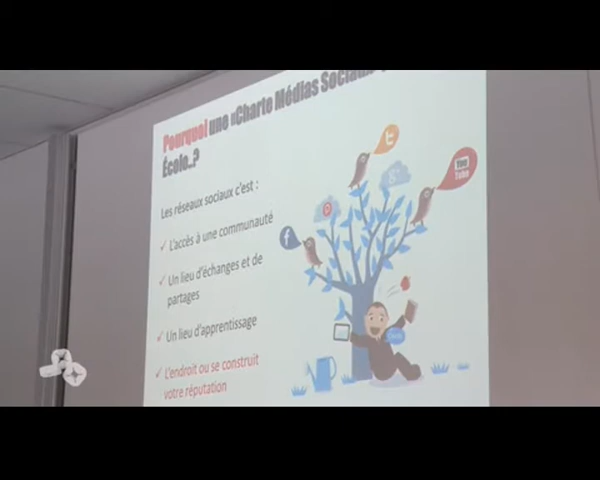 Pourquoi une «Charte Médias Sociaux
École..?
Les réseaux sociaux c'est :
L'accès à une communauté
Un lieu d'échanges et de
partages
Un lieu d'apprentissage
L'endroit ou se construit
votre réputation
You
Tube